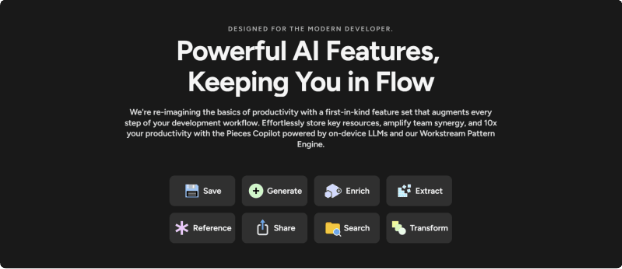 DESIGNED FOR THE MODERN DEVELOPER.
Powerful AI Features,
Keeping You in Flow
We're re-imagining the basics of productivity with a first-in-kind feature set that augments every
step of your development workflow. Effortlessly store key resources, amplify team synergy, and 10x
your productivity with the Pieces Copilot powered by on-device LLMs and our Workstream Pattern
Engine.
Save
Generate
Enrich
Extract
Reference
Share
Search
Transform